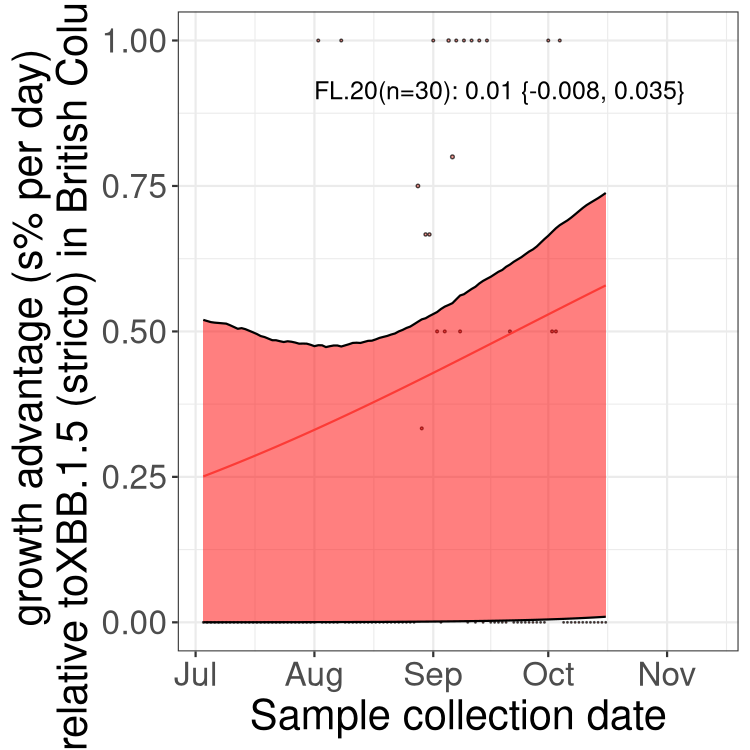 growth advantage (s% per day)
relative toXBB.1.5 (stricto) in British Colu
1.00
0.75
0.50
0.25
0.00
FL.20(n=30): 0.01 {-0.008, 0.035}
Jul Aug Sep Oct Nov
Sample collection date